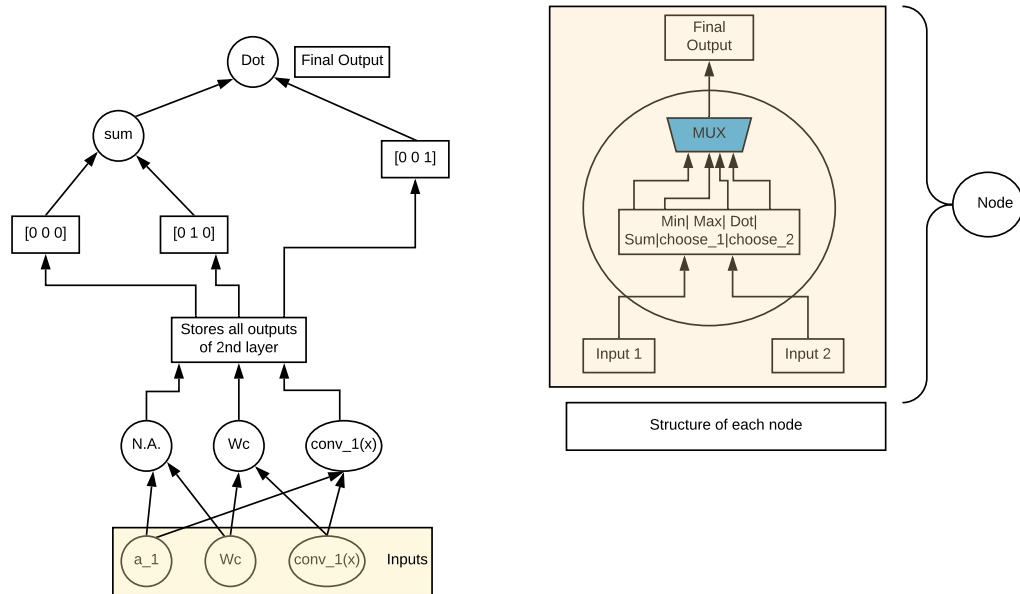 Dot
Final Output
sum
[0 0 1]
[0 0 0]
[0 1 0]
Stores all outputs
of 2nd layer
N.A.
Wc
conv_1(x)
a_1
Wc
conv_1(x)
Inputs
Final
Output
MUX
Min| Max| Dot|
Sum|choose_1|choose_2
Input 1
Input 2
Structure of each node
Node